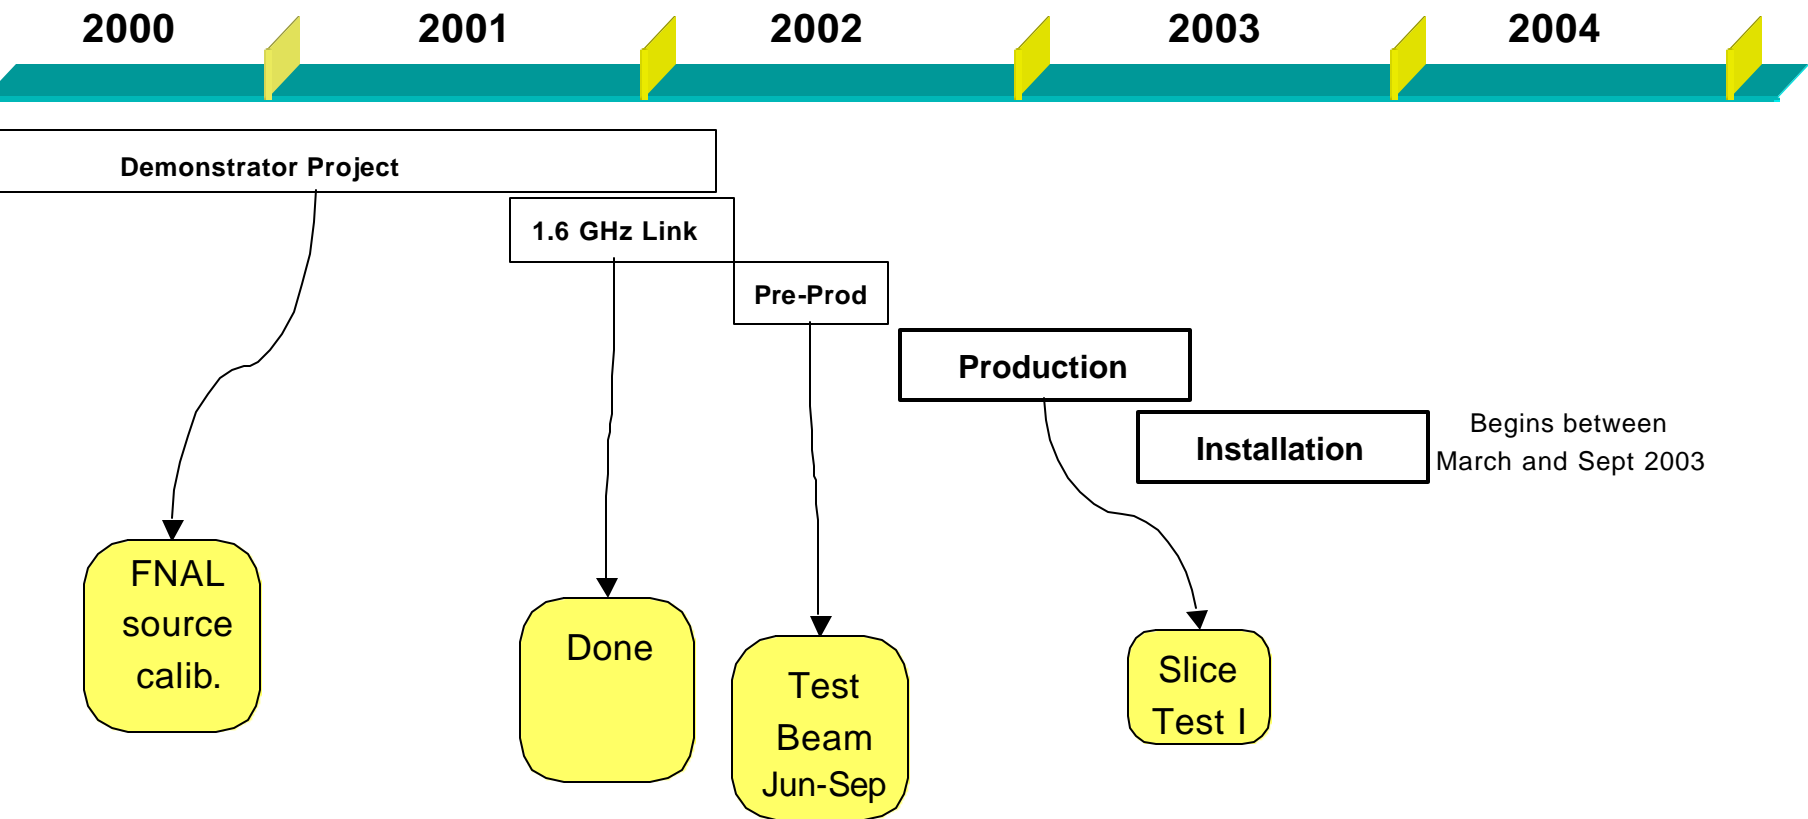 2000 2001 2002 2003 2004
Demonstrator Project
1.6 GHz Link
Pre-Prod
Production
Installation
Begins between
March and Sept 2003
FNAL
source
calib.
Done
Test
Beam
Jun-Sep
Slice
Test I